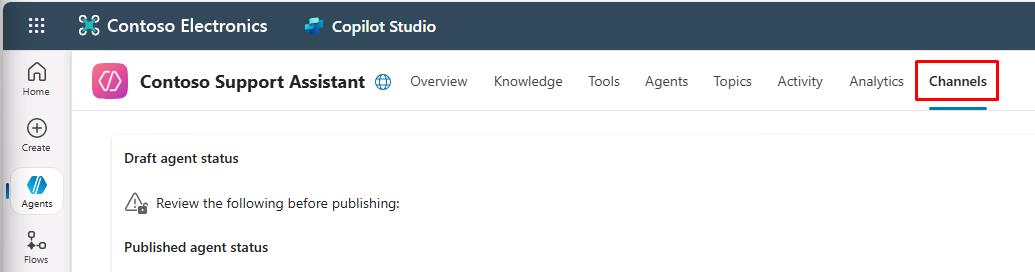 Contoso Electronics Copilot Studio
Home
Contoso Support Assistant Overview Knowledge Tools Agents Topics Activity Analytics Channels
Create
Draft agent status
Agents
Review the following before publishing:
Published agent status
Flows